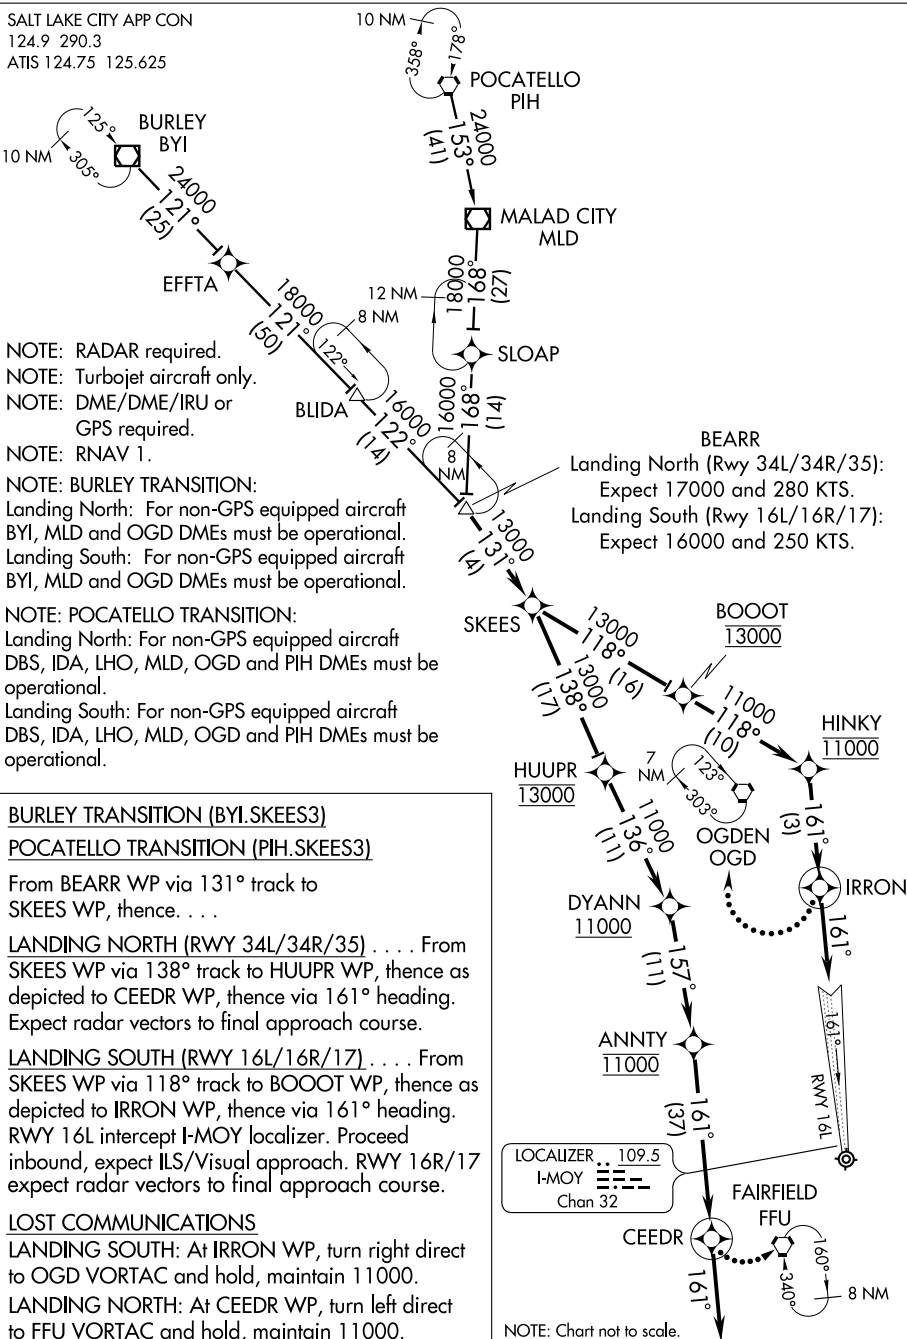 SALT LAKE CITY APP CON
124.9 290.3
ATIS 124.75 125.625
10 NM
358°
178°
POCATELLO
PIH
24000
153°
(41)
BURLEY
BYI
125°
305°
10 NM
24000
121°
(25)
MALAD CITY
MLD
EFFTA
18000
168°
(27)
12 NM
18000
121°
(50)
8 NM
122°
SLOAP
BLIDA
16000
122°
(14)
16000
168°
(14)
8
NM
NOTE: RADAR required.
NOTE: Turbojet aircraft only.
NOTE: DME/DME/IRU or
GPS required.
NOTE: RNAV 1.
NOTE: BURLEY TRANSITION:
Landing North: For non-GPS equipped aircraft
BYI, MLD and OGD DMEs must be operational.
Landing South: For non-GPS equipped aircraft
BYI, MLD and OGD DMEs must be operational.
NOTE: POCATELLO TRANSITION:
Landing North: For non-GPS equipped aircraft
DBS, IDA, LHO, MLD, OGD and PIH DMEs must be
operational.
Landing South: For non-GPS equipped aircraft
DBS, IDA, LHO, MLD, OGD and PIH DMEs must be
operational.
BEARR
Landing North (Rwy 34L/34R/35):
Expect 17000 and 280 KTS.
Landing South (Rwy 16L/16R/17):
Expect 16000 and 250 KTS.
13000
131°
(4)
SKEES
13000
118°
(16)
BOOOT
13000
13000
138°
(17)
11000
118°
(10)
HINKY
11000
HUUPR
13000
7
NM
123°
303°
OGDEN
OGD
161°
(3)
11000
136°
(11)
IRRON
DYANN
11000
161°
157°
(11)
ANNTY
11000
161°
RWY 16L
161°
(37)
LOCALIZER 109.5
I-MOY
Chan 32
CEEDR
FAIRFIELD
FFU
160°
340°
8 NM
161°
NOTE: Chart not to scale.
BURLEY TRANSITION (BYI.SKEES3)
POCATELLO TRANSITION (PIH.SKEES3)
From BEARR WP via 131° track to
SKEES WP, thence. . . .
LANDING NORTH (RWY 34L/34R/35) . . . . From
SKEES WP via 138° track to HUUPR WP, thence as
depicted to CEEDR WP, thence via 161° heading.
Expect radar vectors to final approach course.
LANDING SOUTH (RWY 16L/16R/17) . . . . From
SKEES WP via 118° track to BOOOT WP, thence as
depicted to IRRON WP, thence via 161° heading.
RWY 16L intercept I-MOY localizer. Proceed
inbound, expect ILS/Visual approach. RWY 16R/17
expect radar vectors to final approach course.
LOST COMMUNICATIONS
LANDING SOUTH: At IRRON WP, turn right direct
to OGD VORTAC and hold, maintain 11000.
LANDING NORTH: At CEEDR WP, turn left direct
to FFU VORTAC and hold, maintain 11000.